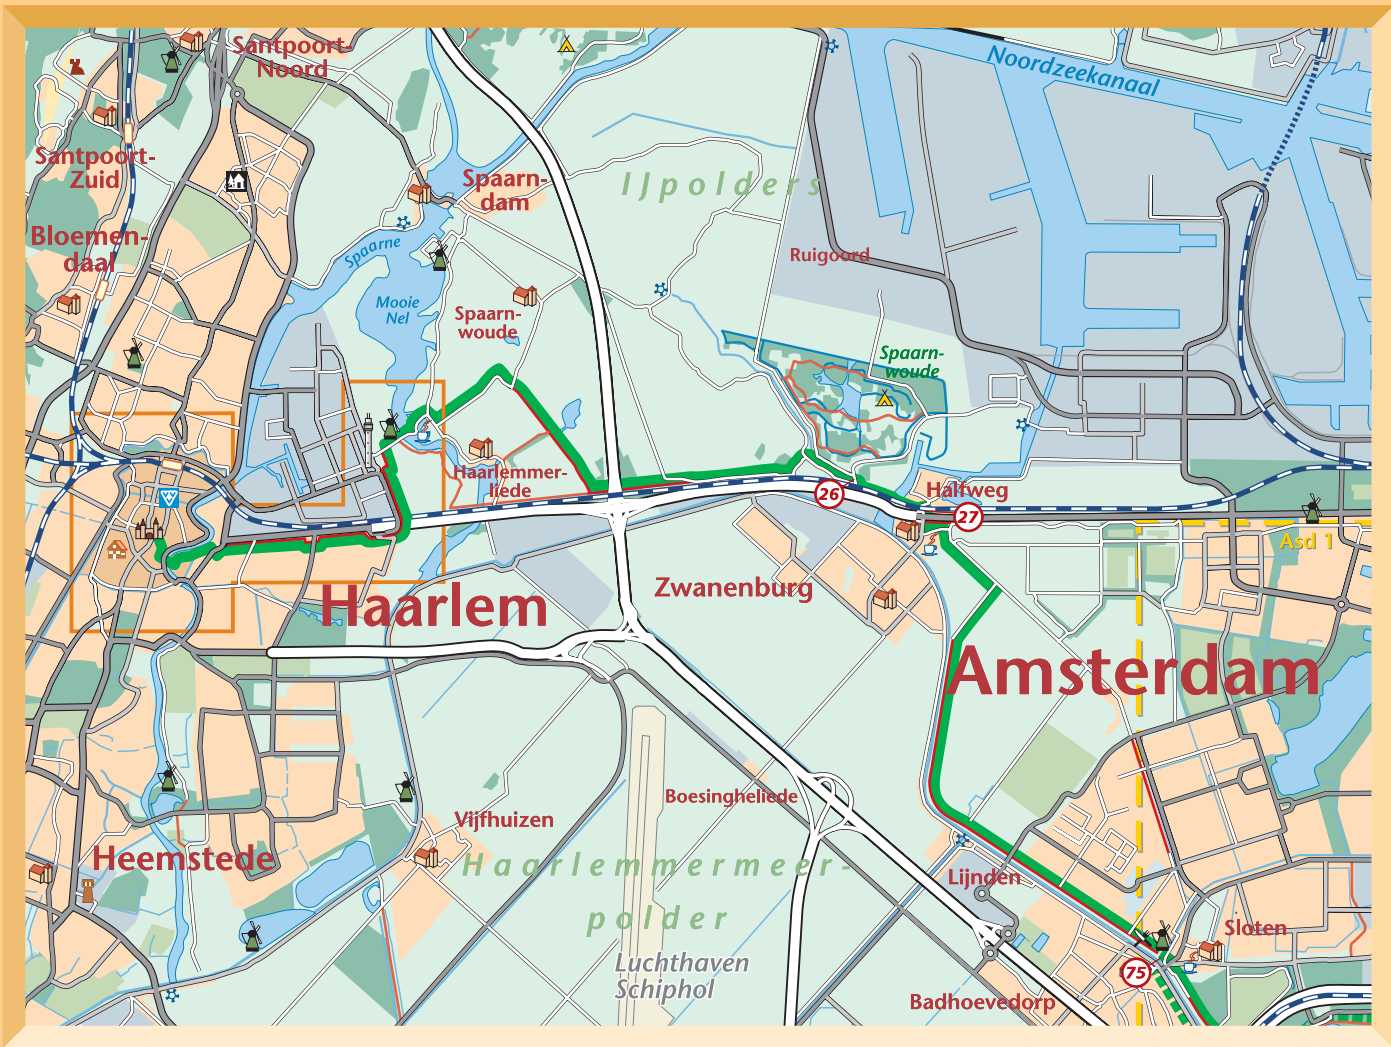 Santpoort-
Noord
Noordzeekanaal
Santpoort-
Zuid
Spaarn-
dam
IJpolders
Bloemen-
daal
Spaarne
Ruigoord
Mooie
Nel
Spaarn-
woude
Spaarn-
woude
Haarlemmer-
liede
26
Halfweg
27
Asd 1
Haarlem
Zwanenburg
Amsterdam
Boesingheliede
Vijfhuizen
Heemstede
Haarlemmermeer-
polder
Lijnden
Sloten
Luchthaven
Schiphol
75
Badhoevedorp